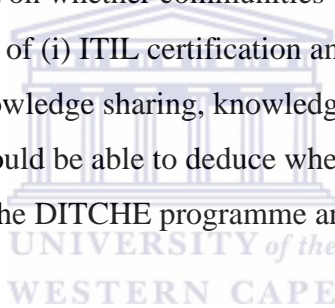 on whether communities
of (i) ITIL certification an
owledge sharing, knowledg
ould be able to deduce whe
he DITCHE programme an
UNIVERSITY of the
WESTERN CAPE